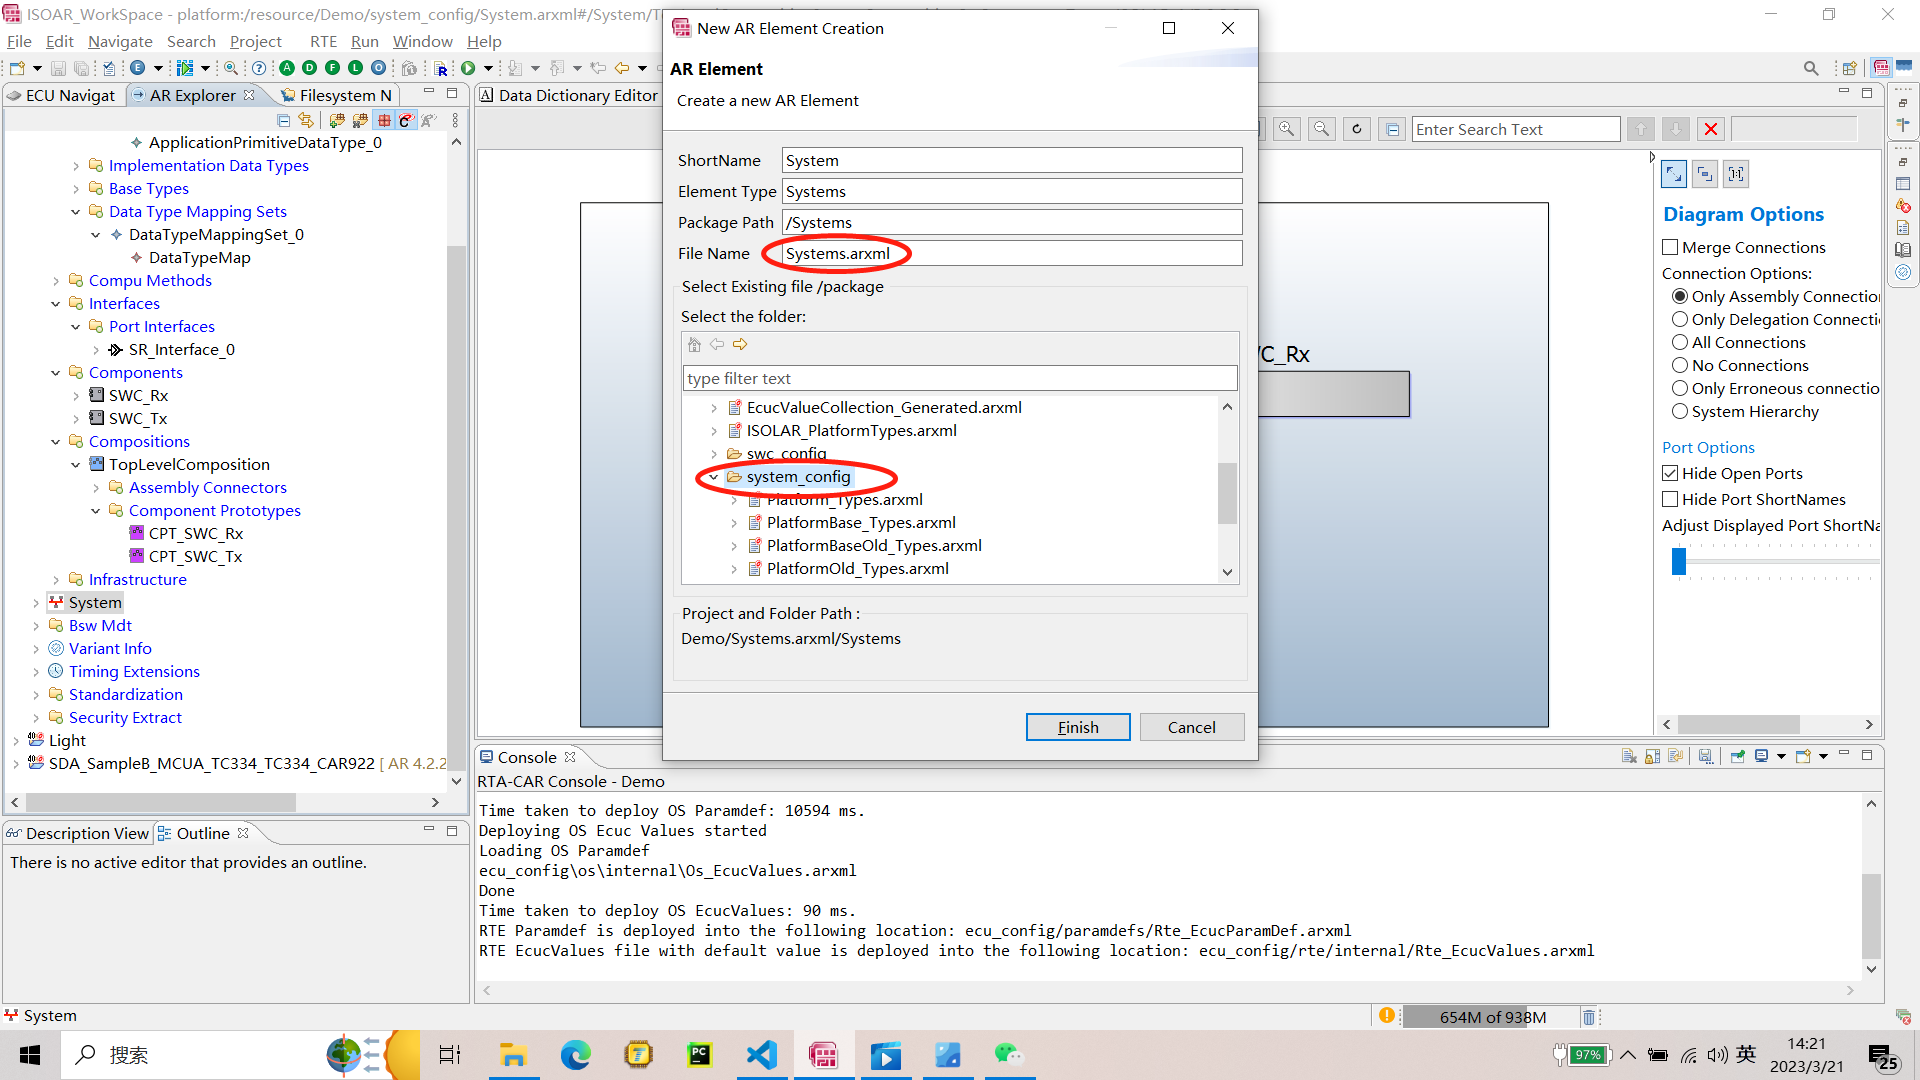 ISOAR_WorkSpace - platform:/resource/Demo/system_config/System.arxml#/System/T
File Edit Navigate Search Project RTE Run Window Help
ECU Navigat
AR Explorer
Filesystem N
Data Dictionary Editor
ApplicationPrimitiveDataType_0
Implementation Data Types
Base Types
Data Type Mapping Sets
DataTypeMappingSet_0
DataTypeMap
Compu Methods
Interfaces
Port Interfaces
SR_Interface_0
Components
SWC_Rx
SWC_Tx
Compositions
TopLevelComposition
Assembly Connectors
Component Prototypes
CPT_SWC_Rx
CPT_SWC_Tx
Infrastructure
System
Bsw Mdt
Variant Info
Timing Extensions
Standardization
Security Extract
Light
SDA_SampleB_MCUA_TC334_TC334_CAR922 [ AR 4.2.2
Description View
Outline
There is no active editor that provides an outline.
System
New AR Element Creation
AR Element
Create a new AR Element
ShortName System
Element Type Systems
Package Path /Systems
File Name Systems.arxml
Select Existing file /package
Select the folder:
type filter text
EcucValueCollection_Generated.arxml
ISOLAR_PlatformTypes.arxml
swc_config
system_config
Platform_Types.arxml
PlatformBase_Types.arxml
PlatformBaseOld_Types.arxml
PlatformOld_Types.arxml
Project and Folder Path :
Demo/Systems.arxml/Systems
Finish
Cancel
Enter Search Text
C_Rx
Diagram Options
Merge Connections
Connection Options:
Only Assembly Connectio
Only Delegation Connecti
All Connections
No Connections
Only Erroneous connectio
System Hierarchy
Port Options
Hide Open Ports
Hide Port ShortNames
Adjust Displayed Port ShortNa
Console
RTA-CAR Console - Demo
Time taken to deploy OS Paramdef: 10594 ms.
Deploying OS Ecuc Values started
Loading OS Paramdef
ecu_config\os\internal\Os_EcucValues.arxml
Done
Time taken to deploy OS EcucValues: 90 ms.
RTE Paramdef is deployed into the following location: ecu_config/paramdefs/Rte_EcucParamDef.arxml
RTE EcucValues file with default value is deployed into the following location: ecu_config/rte/internal/Rte_EcucValues.arxml
654M of 938M
搜索
97%
英
14:21
2023/3/21
25